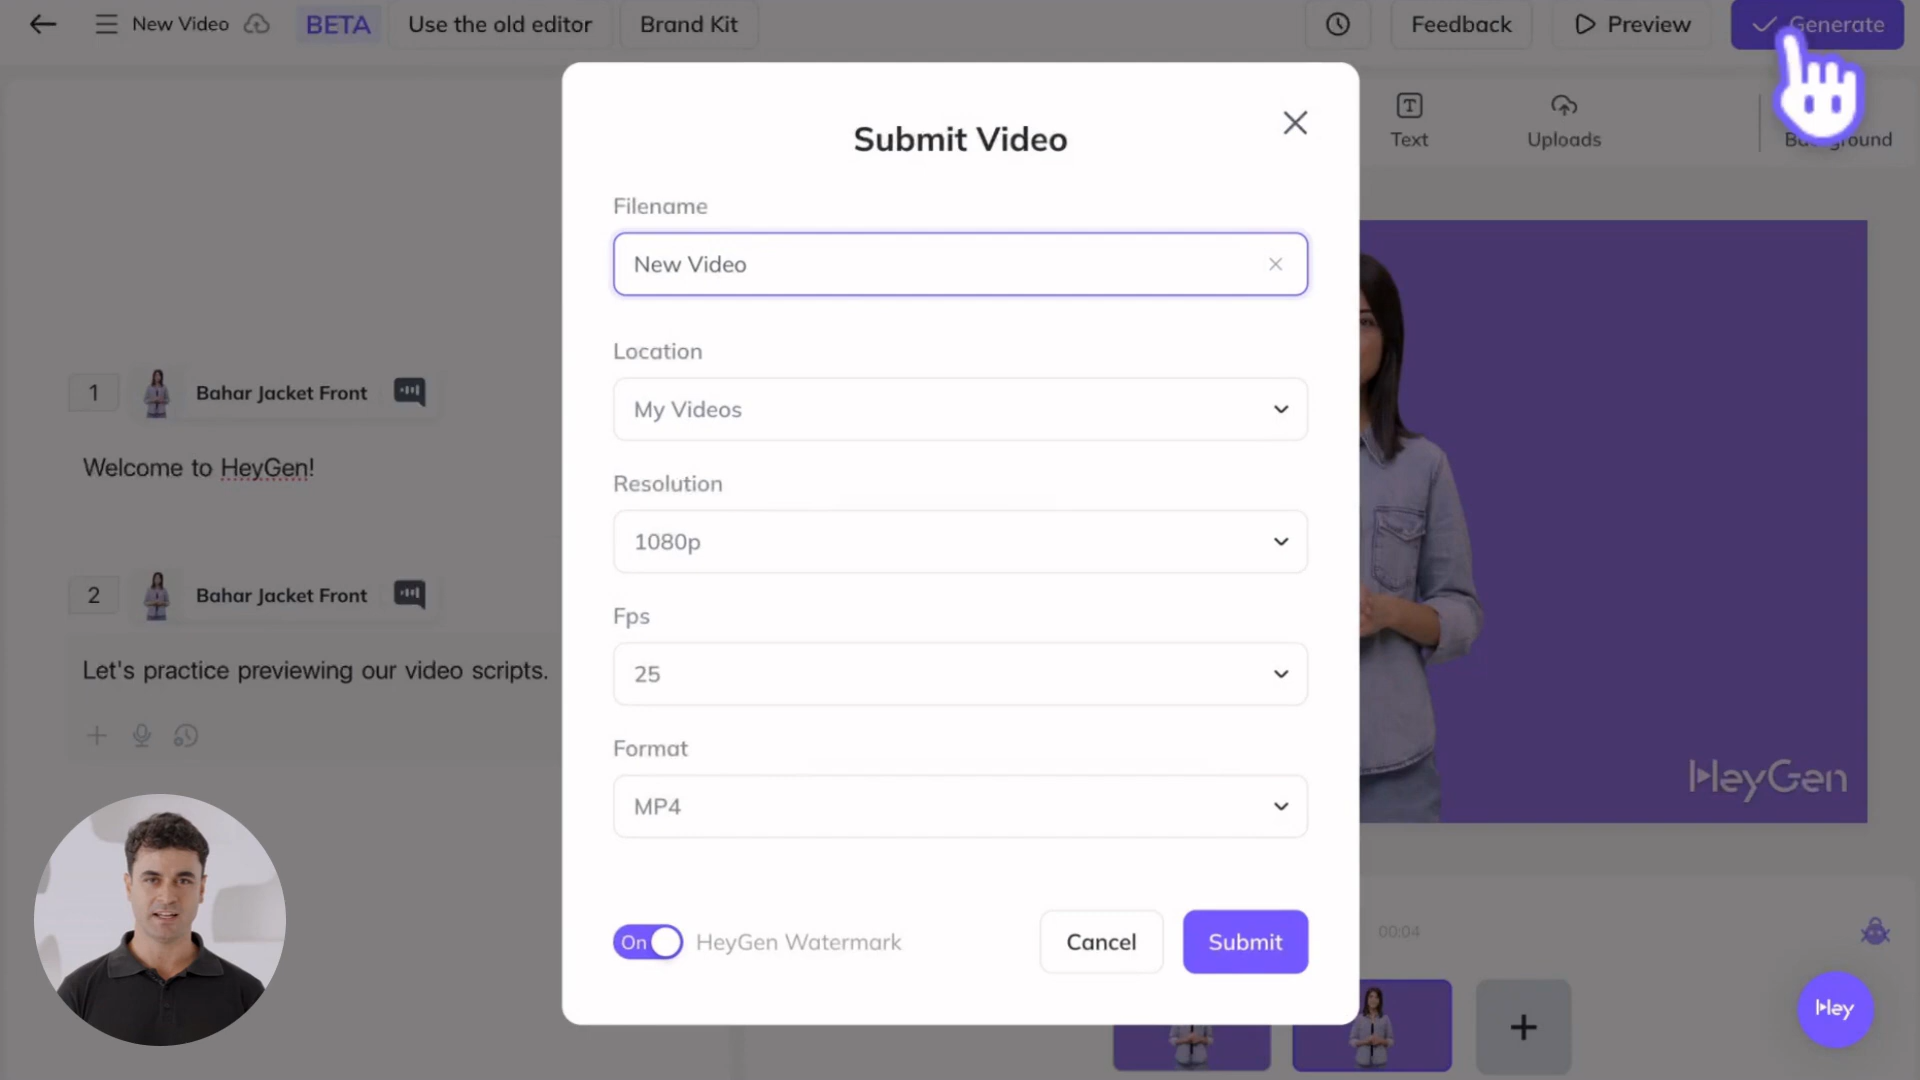 New Video
BETA
Use the old editor
Brand Kit
Feedback
Preview
Generate
Text
Uploads
Background
Submit Video
Filename
New Video
Location
My Videos
Resolution
1080p
Fps
25
Format
MP4
On
HeyGen Watermark
Cancel
Submit
1
Bahar Jacket Front
Welcome to HeyGen!
2
Bahar Jacket Front
Let's practice previewing our video scripts.
HeyGen
00:04
Hey